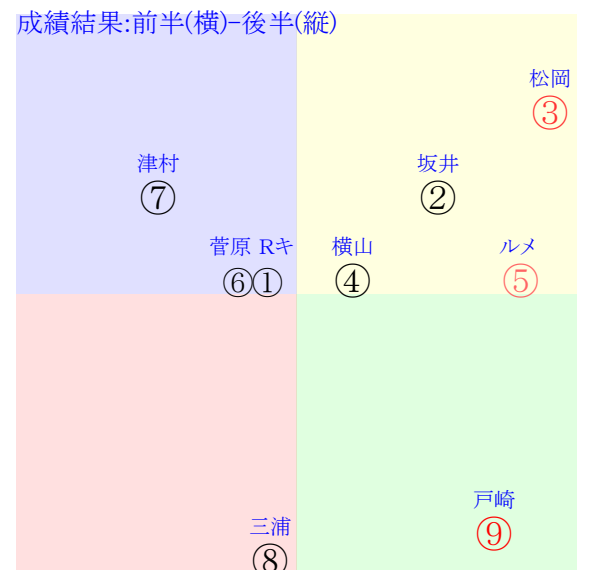 成績結果:前半(横)-後半(縦)
松岡
③
津村
坂井
⑦
②
菅原 Rキ
横山
ルメ
⑥①
④
⑤
戸崎
三浦
⑨
⑧